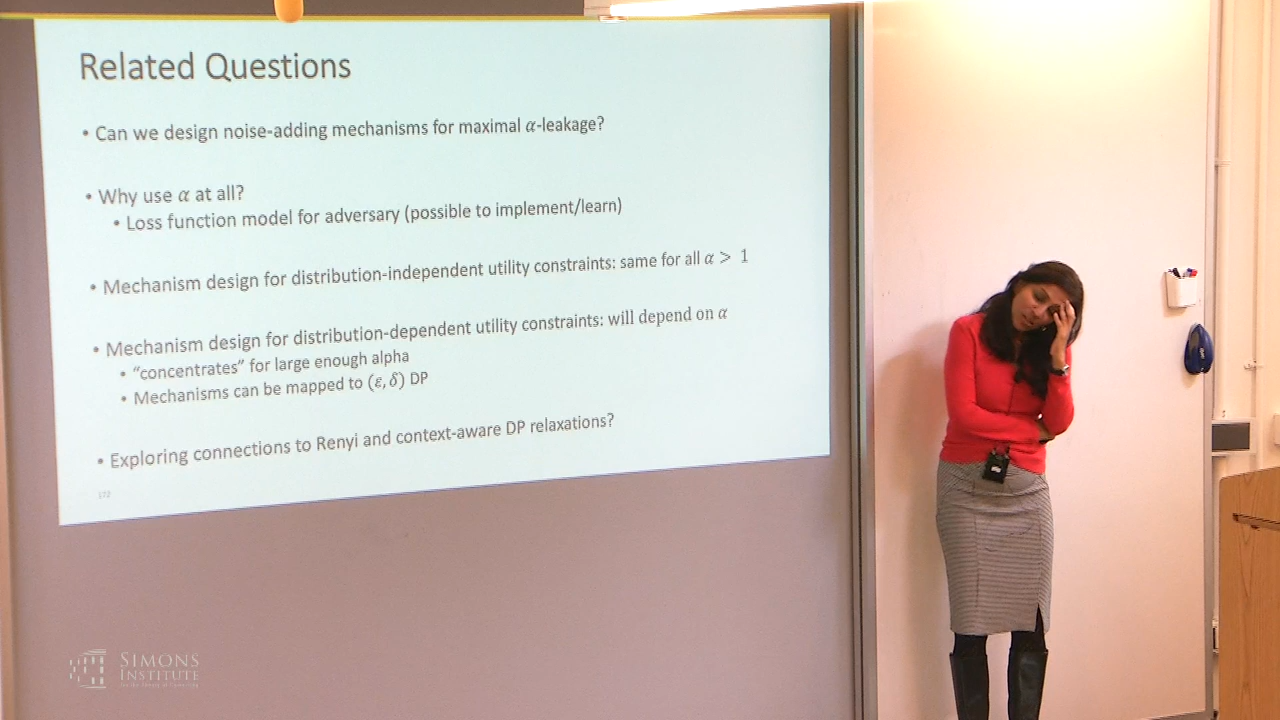 Related Questions
• Can we design noise-adding mechanisms for maximal α-leakage?
• Why use α at all?
• Loss function model for adversary (possible to implement/learn)
• Mechanism design for distribution-independent utility constraints: same for all α > 1
• Mechanism design for distribution-dependent utility constraints: will depend on α
• "concentrates" for large enough alpha
• Mechanisms can be mapped to (ε, δ) DP
• Exploring connections to Renyi and context-aware DP relaxations?
SIMONS
INSTITUTE